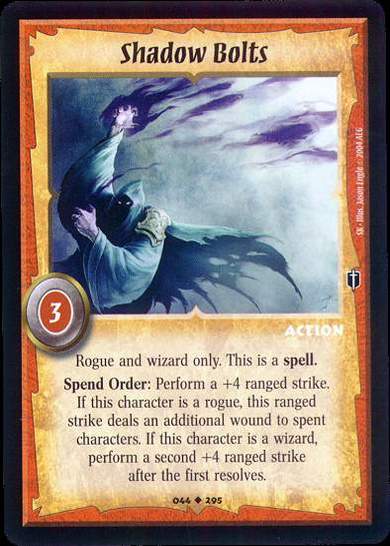 Shadow Bolts
SK · Illus. Jason Engle © 2004 AEG
3
ACTION
Rogue and wizard only. This is a spell.
Spend Order: Perform a +4 ranged strike.
If this character is a rogue, this ranged
strike deals an additional wound to spent
characters. If this character is a wizard,
perform a second +4 ranged strike
after the first resolves.
044 ◆ 295